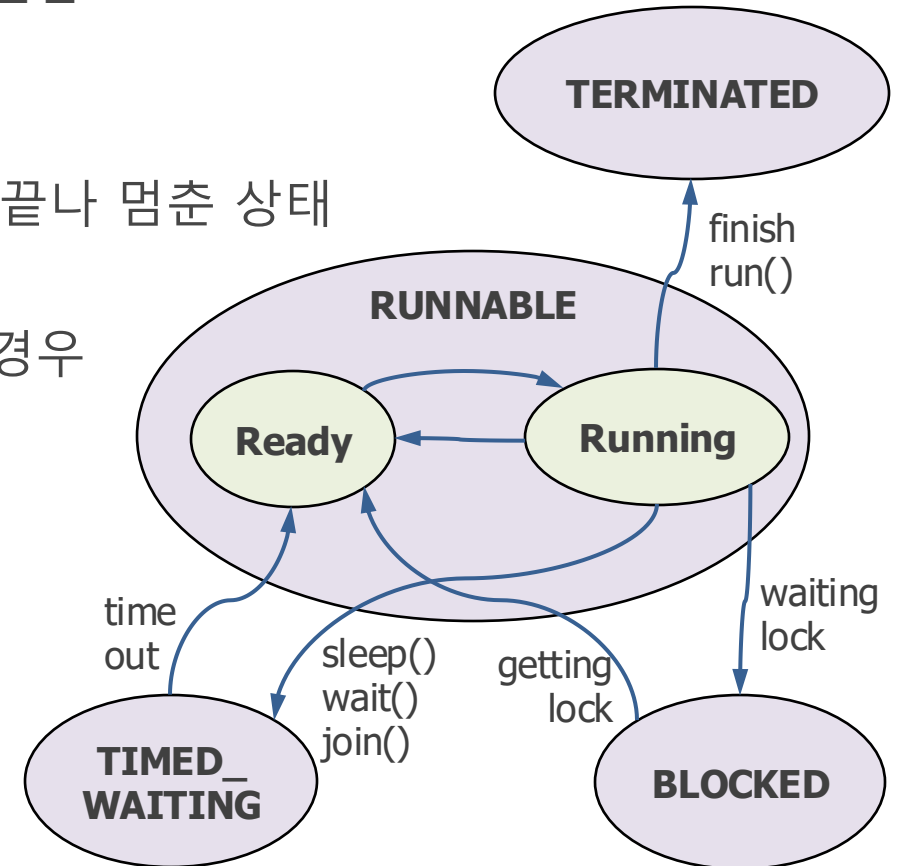 TERMINATED
끝나 멈춘 상태
finish
run()
RUNNABLE
경우
Ready
Running
time
out
sleep()
wait()
join()
getting
lock
waiting
lock
TIMED_
WAITING
BLOCKED